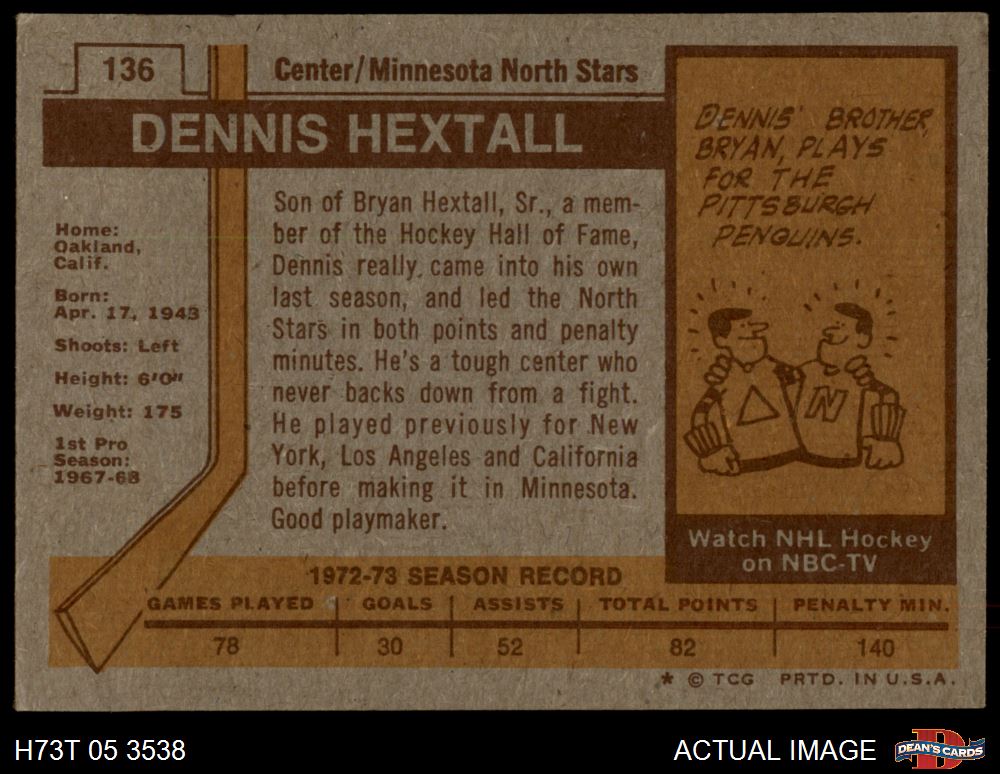 136
Center/Minnesota North Stars
DENNIS HEXTALL
Home:
Oakland,
Calif.
Born:
Apr. 17, 1943
Shoots: Left
Height: 6'0"
Weight: 175
1st Pro
Season:
1967-68
Son of Bryan Hextall, Sr., a mem-
ber of the Hockey Hall of Fame,
Dennis really came into his own
last season, and led the North
Stars in both points and penalty
minutes. He's a tough center who
never backs down from a fight.
He played previously for New
York, Los Angeles and California
before making it in Minnesota.
Good playmaker.
DENNIS' BROTHER,
BRYAN, PLAYS
FOR THE
PITTSBURGH
PENGUINS.
N
Watch NHL Hockey
on NBC-TV
1972-73 SEASON RECORD
GAMES PLAYED GOALS ASSISTS TOTAL POINTS PENALTY MIN.
78 30 52 82 140
* © TCG PRTD. IN U.S.A.
H73T 05 3538
ACTUAL IMAGE
D
DEAN'S CARDS